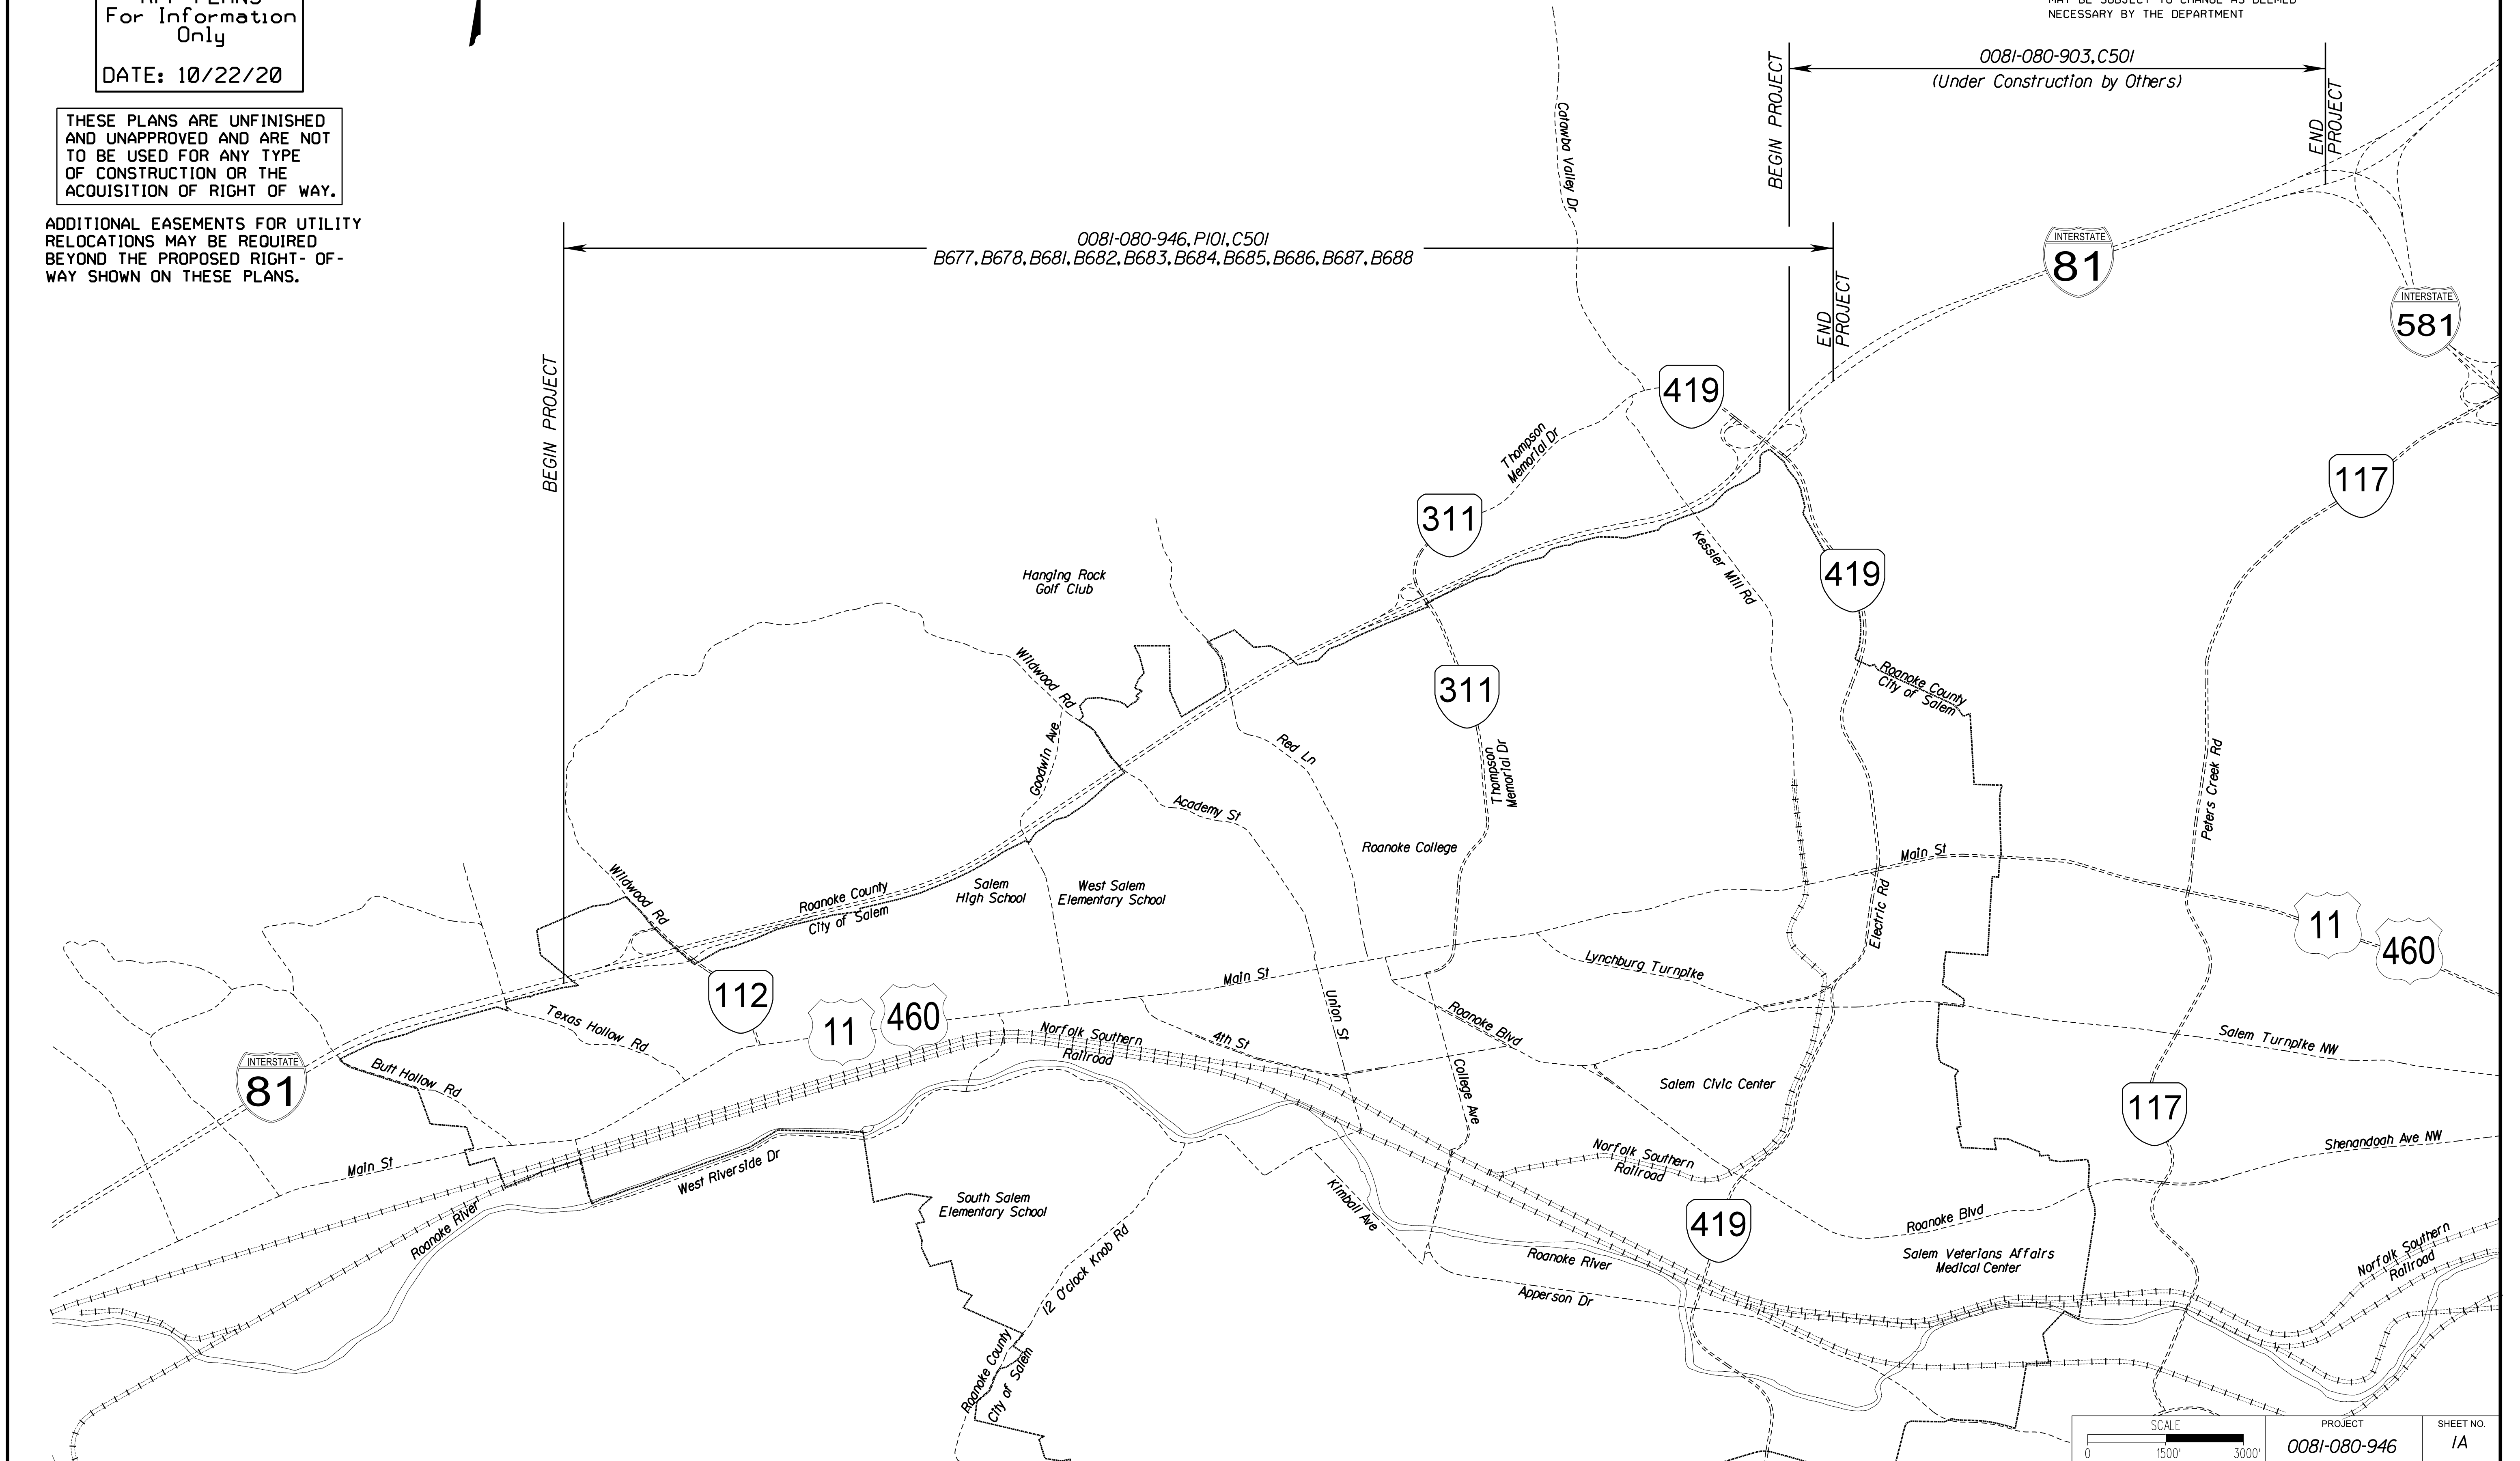 For Information
Only
DATE: 10/22/20
THESE PLANS ARE UNFINISHED
AND UNAPPROVED AND ARE NOT
TO BE USED FOR ANY TYPE
OF CONSTRUCTION OR THE
ACQUISITION OF RIGHT OF WAY.
ADDITIONAL EASEMENTS FOR UTILITY
RELOCATIONS MAY BE REQUIRED
BEYOND THE PROPOSED RIGHT- OF-
WAY SHOWN ON THESE PLANS.
MAY BE SUBJECT TO CHANGE AS DEEMED
NECESSARY BY THE DEPARTMENT
0081-080-903, C501
(Under Construction by Others)
BEGIN PROJECT
END
PROJECT
Catawba Valley Dr
0081-080-946, P101, C501
B677, B678, B681, B682, B683, B684, B685, B686, B687, B688
BEGIN PROJECT
END
PROJECT
INTERSTATE
81
INTERSTATE
581
419
Thompson
Memorial Dr
311
117
Kessler Mill Rd
419
Hanging Rock
Golf Club
Wildwood Rd
Goodwin Ave
311
Roanoke County
City of Salem
Red Ln
Thompson
Memorial Dr
Peters Creek Rd
Academy St
Roanoke College
Main St
Wildwood Rd
Roanoke County
City of Salem
Salem
High School
West Salem
Elementary School
Electric Rd
11
460
Lynchburg Turnpike
Main St
112
11
460
Texas Hollow Rd
Norfolk Southern
Railroad
4th St
Union St
Roanoke Blvd
Salem Turnpike NW
INTERSTATE
81
Butt Hollow Rd
College Ave
Salem Civic Center
117
Main St
West Riverside Dr
Norfolk Southern
Railroad
Shenandoah Ave NW
Roanoke River
South Salem
Elementary School
Kimball Ave
12 O'clock Knob Rd
419
Roanoke Blvd
Roanoke River
Salem Veterians Affairs
Medical Center
Norfolk Southern
Railroad
Apperson Dr
Roanoke County
City of Salem
SCALE
0 1500' 3000'
PROJECT
0081-080-946
SHEET NO.
1A